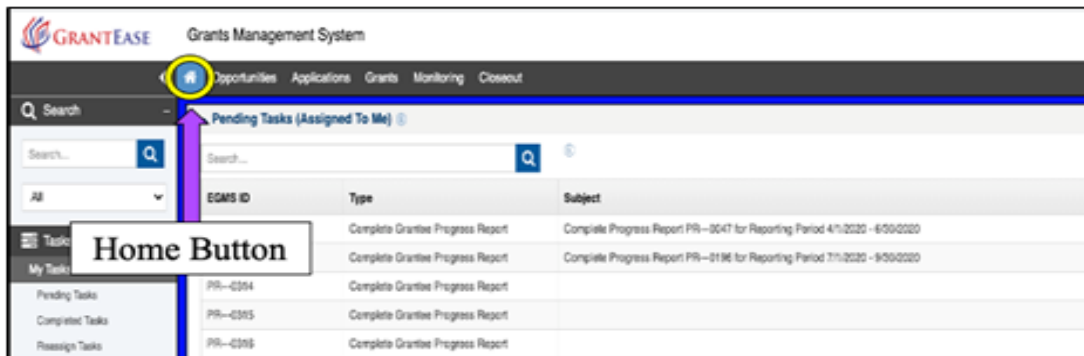 GRANTEASE Grants Management System
Opportunities Applications Grants Monitoring Closeout
Search
Pending Tasks (Assigned To Me)
Search...
Search...
All
EGMS ID Type Subject
Complete Grantee Progress Report Complete Progress Report PR---0047 for Reporting Period 4/1/2020 - 6/30/2020
Tasks
Home Button
Complete Grantee Progress Report Complete Progress Report PR---0196 for Reporting Period 7/1/2020 - 9/30/2020
My Tasks
PR---0314 Complete Grantee Progress Report
Pending Tasks
PR---0315 Complete Grantee Progress Report
Completed Tasks
PR---0316 Complete Grantee Progress Report
Reassign Tasks